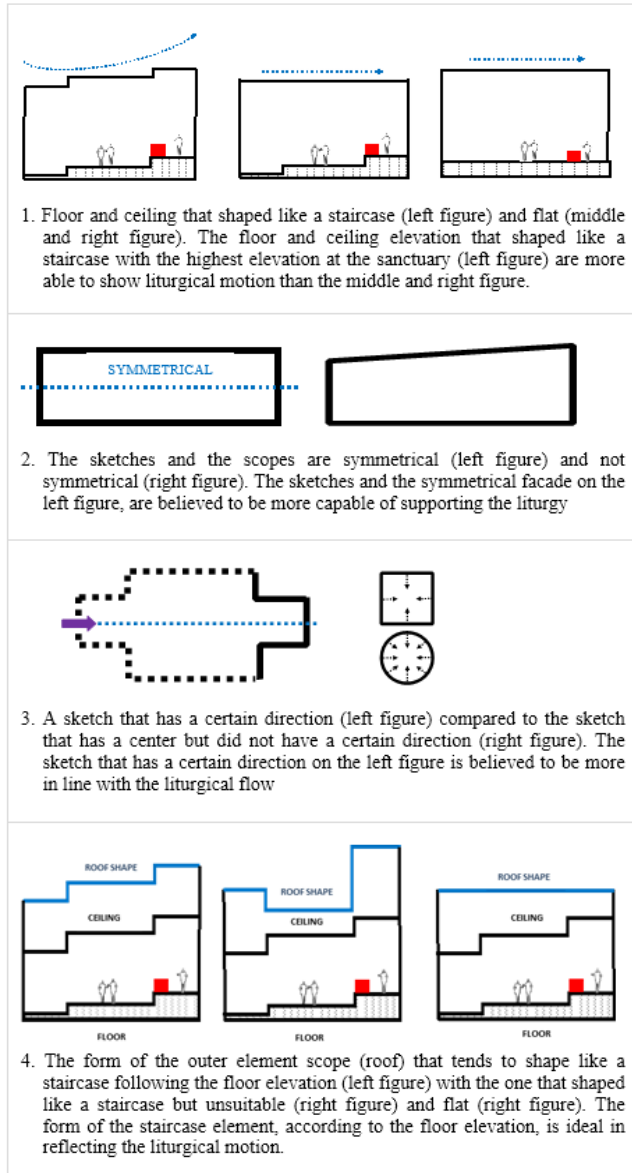 1. Floor and ceiling that shaped like a staircase (left figure) and flat (middle
and right figure). The floor and ceiling elevation that shaped like a
staircase with the highest elevation at the sanctuary (left figure) are more
able to show liturgical motion than the middle and right figure.
SYMMETRICAL
2. The sketches and the scopes are symmetrical (left figure) and not
symmetrical (right figure). The sketches and the symmetrical facade on the
left figure, are believed to be more capable of supporting the liturgy
3. A sketch that has a certain direction (left figure) compared to the sketch
that has a center but did not have a certain direction (right figure). The
sketch that has a certain direction on the left figure is believed to be more
in line with the liturgical flow
ROOF SHAPE
CEILING
FLOOR
ROOF SHAPE
CEILING
FLOOR
ROOF SHAPE
CEILING
FLOOR
4. The form of the outer element scope (roof) that tends to shape like a
staircase following the floor elevation (left figure) with the one that shaped
like a staircase but unsuitable (right figure) and flat (right figure). The
form of the staircase element, according to the floor elevation, is ideal in
reflecting the liturgical motion.